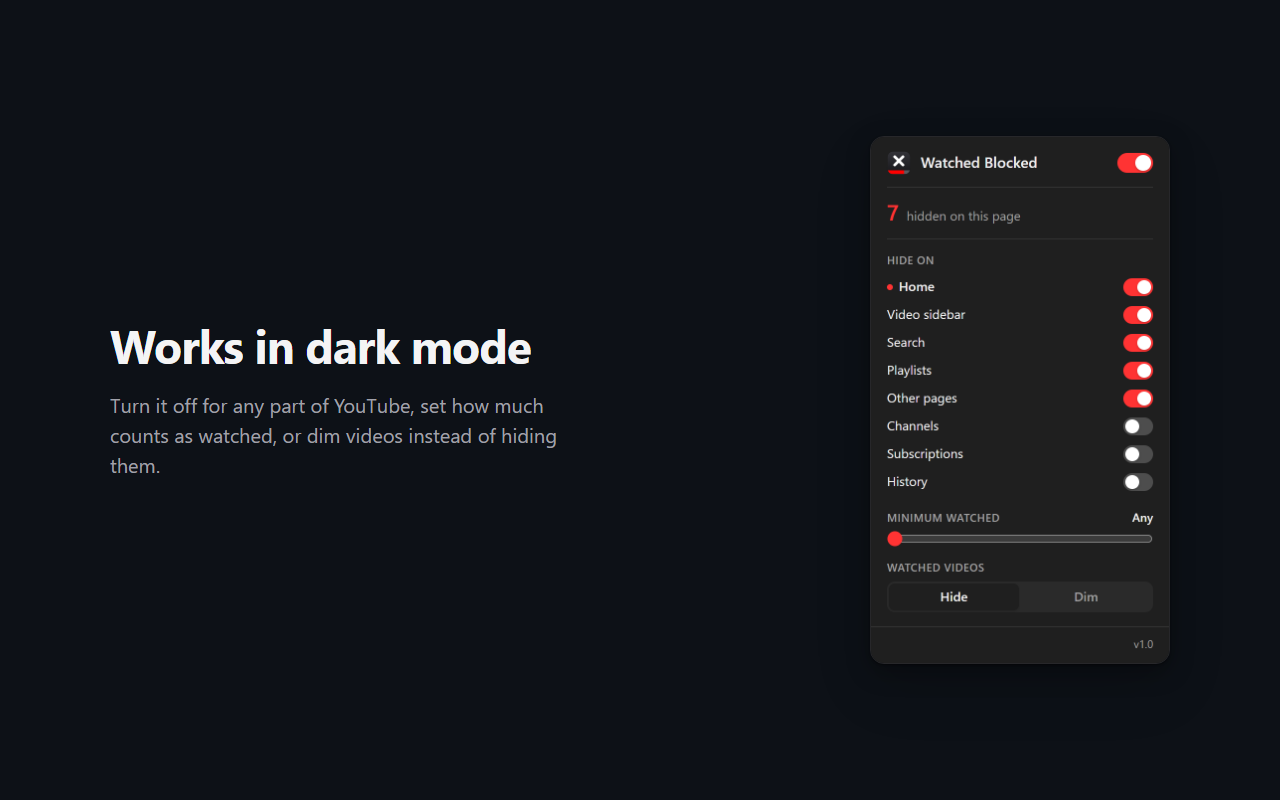 Works in dark mode
Turn it off for any part of YouTube, set how much
counts as watched, or dim videos instead of hiding
them.
Watched Blocked
7 hidden on this page
HIDE ON
Home
Video sidebar
Search
Playlists
Other pages
Channels
Subscriptions
History
MINIMUM WATCHED Any
WATCHED VIDEOS
Hide Dim
v1.0